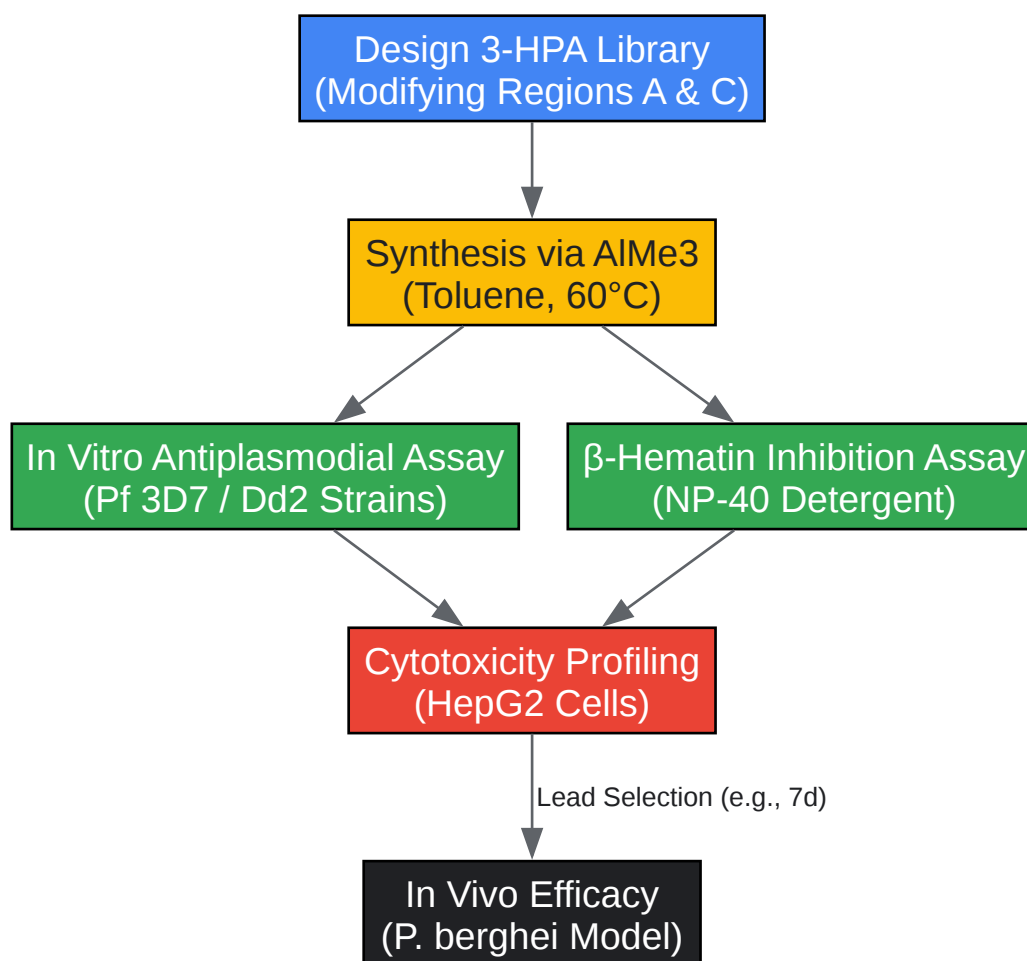 Design 3-HPA Library
(Modifying Regions A & C)
Synthesis via AlMe3
(Toluene, 60°C)
In Vitro Antiplasmodial Assay
(Pf 3D7 / Dd2 Strains)
β-Hematin Inhibition Assay
(NP-40 Detergent)
Cytotoxicity Profiling
(HepG2 Cells)
Lead Selection (e.g., 7d)
In Vivo Efficacy
(P. berghei Model)